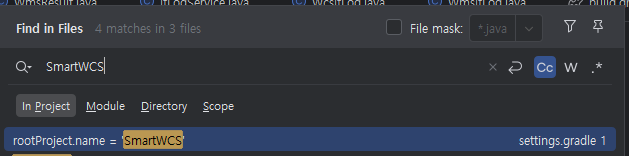 WmsResult.java ItLogService.java WcsItLog.java WmsItLog.java build.gr
Find in Files 4 matches in 3 files File mask: *.java
SmartWCS Cc W .*
In Project Module Directory Scope
rootProject.name = 'SmartWCS' settings.gradle 1